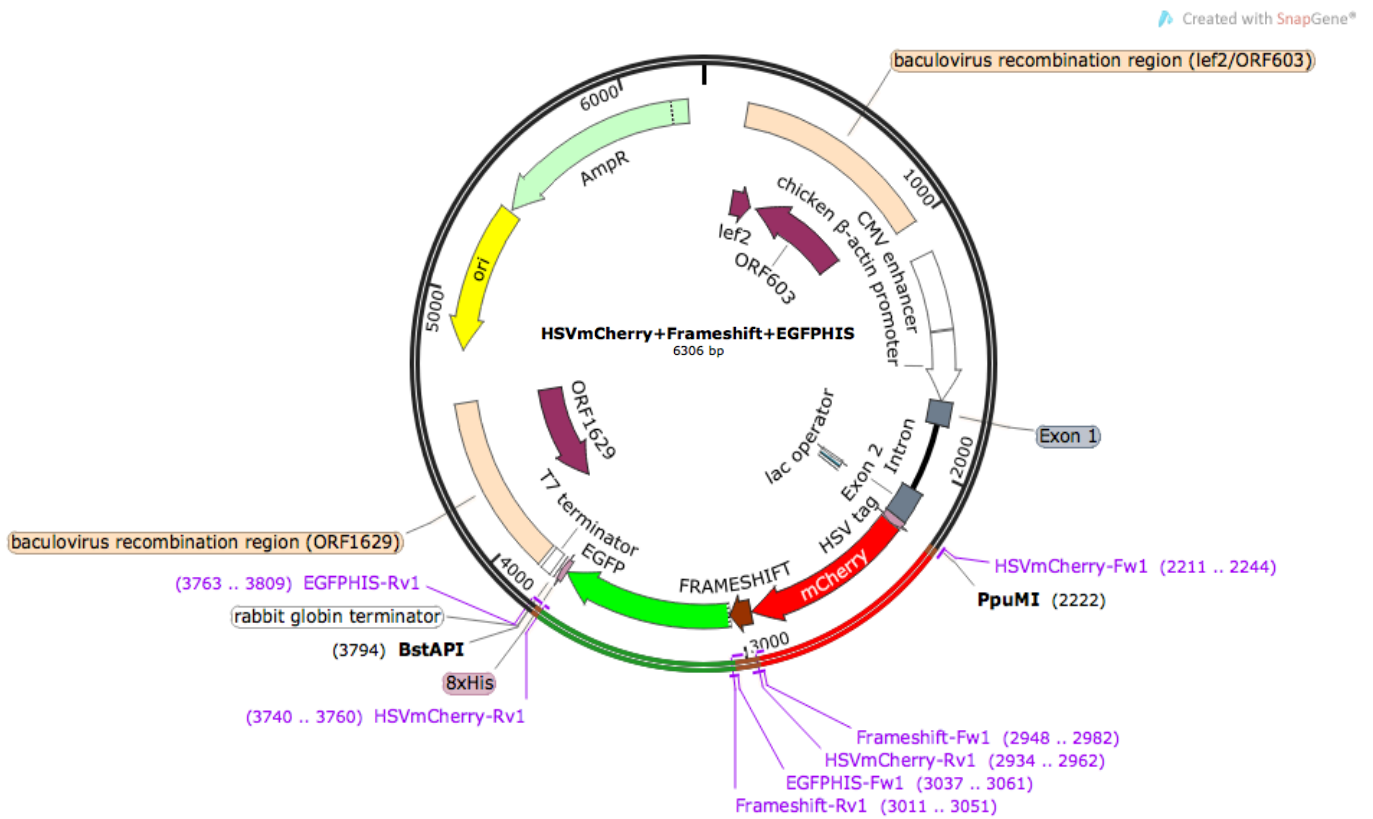 Created with SnapGene®
baculovirus recombination region (lef2/ORF603)
6000
AmpR
1000
chicken β-actin promoter
CMV enhancer
lef2
ORF603
ori
5000
HSVmCherry+Frameshift+EGFPHIS
6306 bp
ORF1629
lac operator
Exon 1
Intron
2000
Exon 2
HSV tag
T7 terminator
EGFP
FRAMESHIFT
mCherry
baculovirus recombination region (ORF1629)
4000
HSVmCherry-Fw1 (2211 .. 2244)
(3763 .. 3809) EGFPHIS-Rv1
PpuMI (2222)
rabbit globin terminator
3000
(3794) BstAPI
8xHis
(3740 .. 3760) HSVmCherry-Rv1
Frameshift-Fw1 (2948 .. 2982)
HSVmCherry-Rv1 (2934 .. 2962)
EGFPHIS-Fw1 (3037 .. 3061)
Frameshift-Rv1 (3011 .. 3051)